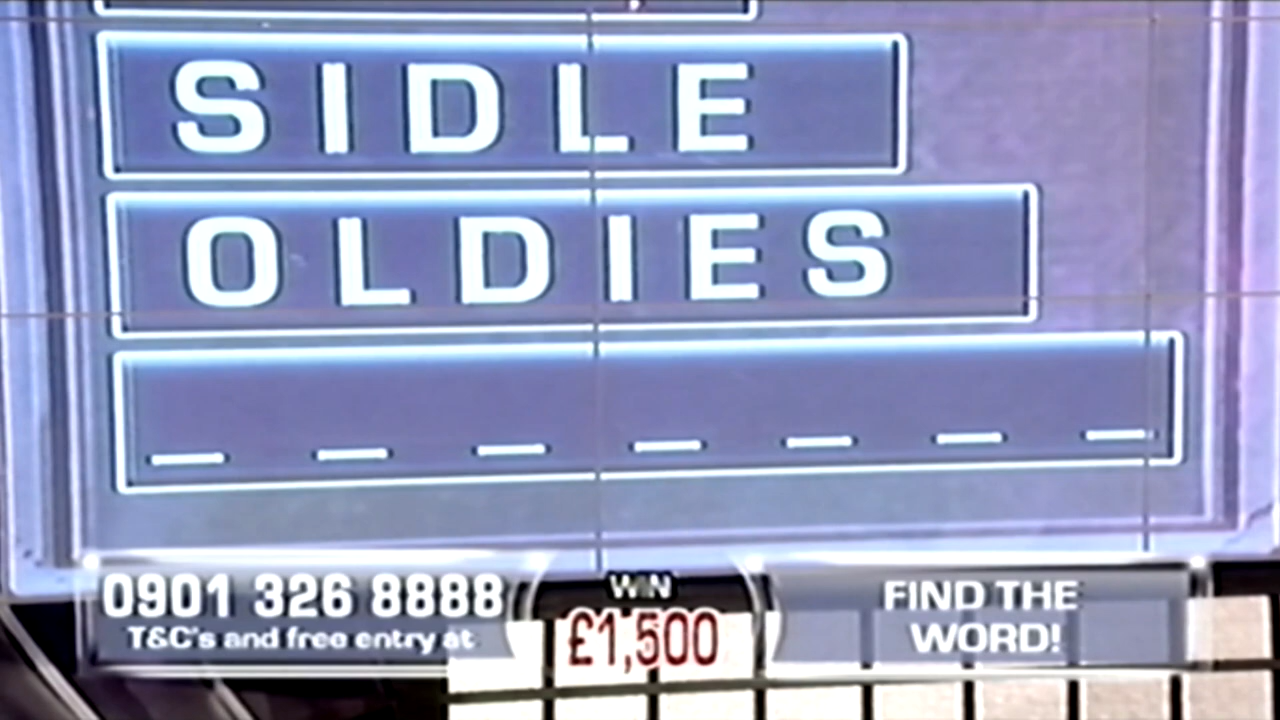 SIDLE
OLDIES
_ _ _ _ _ _ _
0901 326 8888
T&C's and free entry at
WIN
£1,500
FIND THE
WORD!